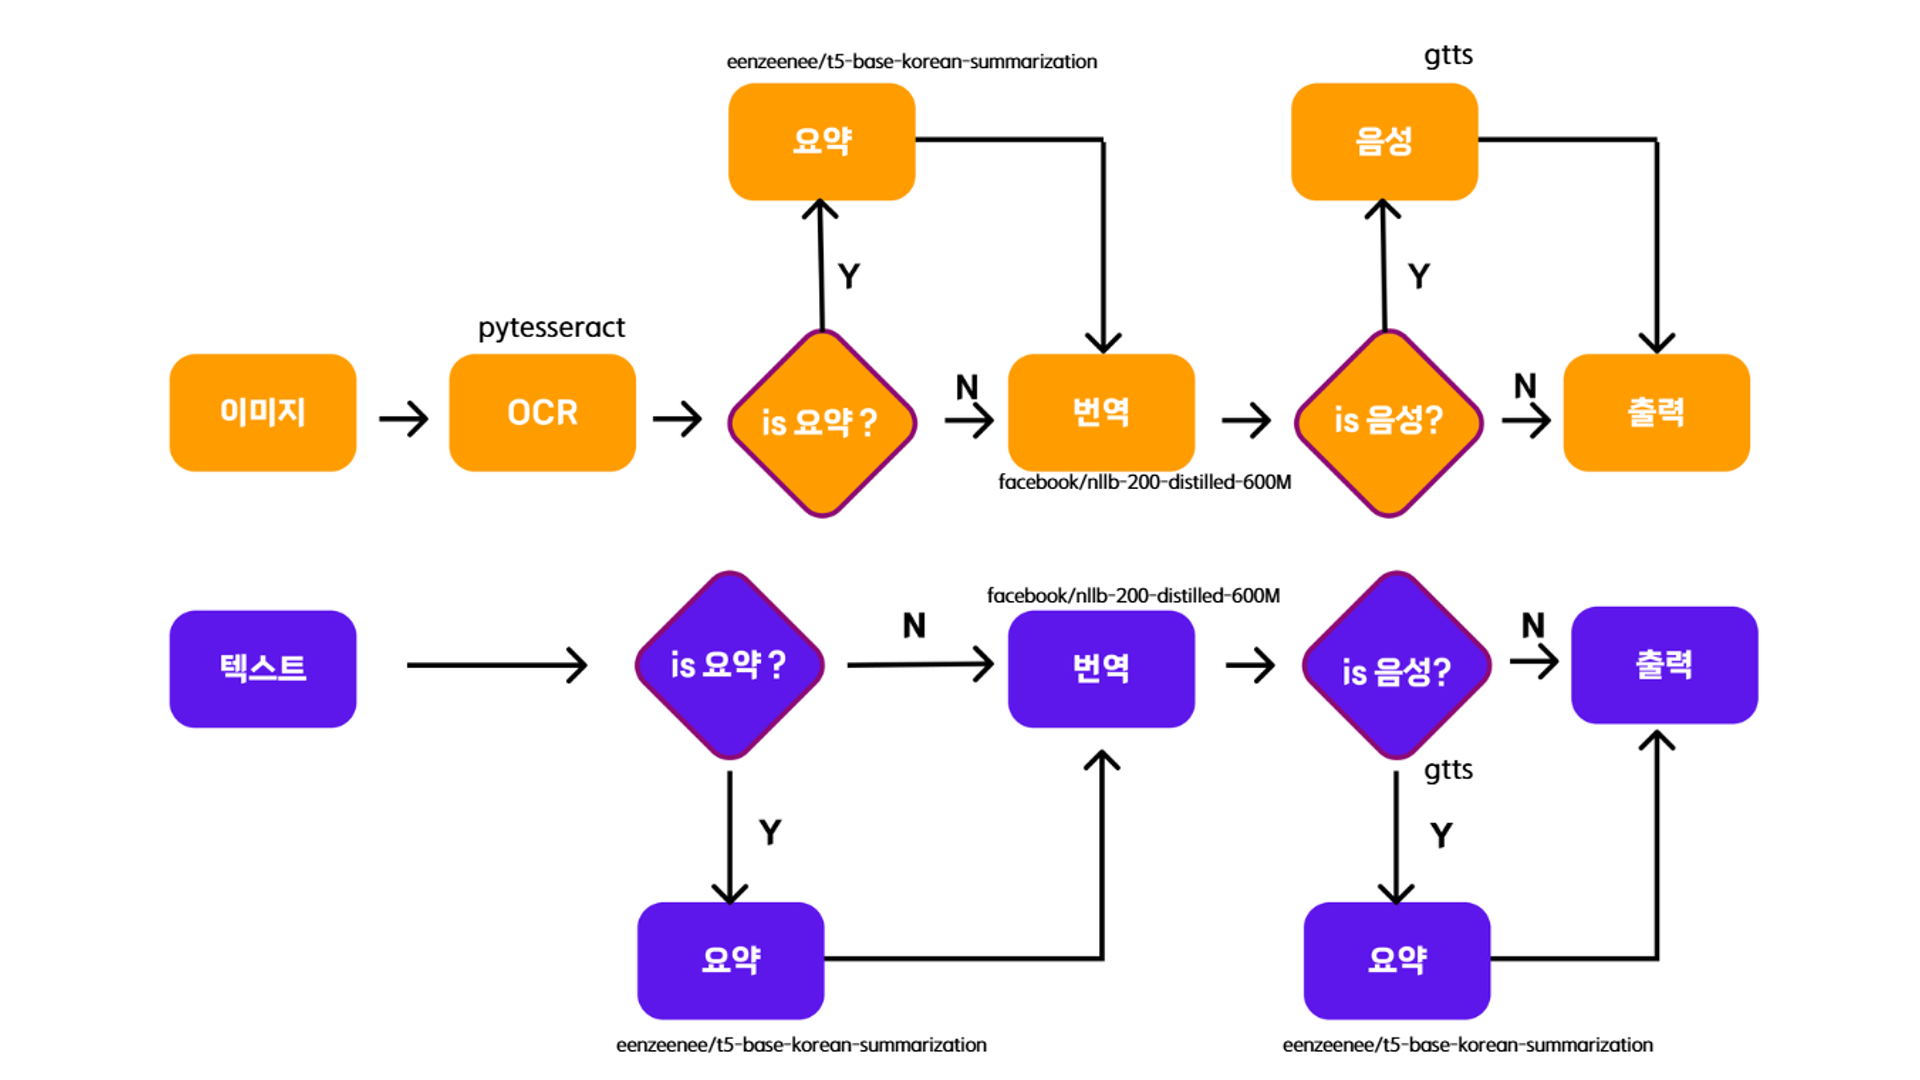 eenzeenee/t5-base-korean-summarization
gtts
요약
음성
Y
Y
pytesseract
이미지
OCR
is 요약 ?
N
번역
is 음성?
N
출력
facebook/nllb-200-distilled-600M
facebook/nllb-200-distilled-600M
텍스트
is 요약 ?
N
번역
is 음성?
N
출력
gtts
Y
Y
요약
요약
eenzeenee/t5-base-korean-summarization
eenzeenee/t5-base-korean-summarization